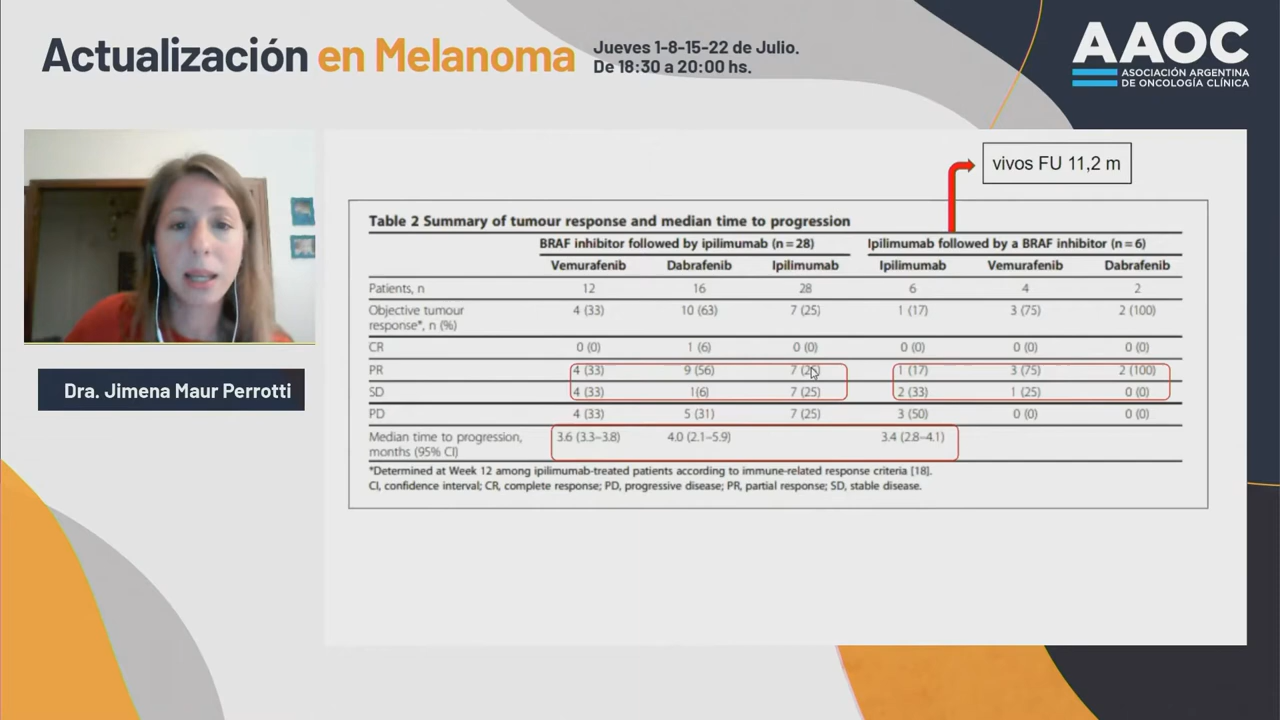 Actualización en Melanoma
Jueves 1-8-15-22 de Julio.
De 18:30 a 20:00 hs.
AAOC
ASOCIACIÓN ARGENTINA
DE ONCOLOGÍA CLÍNICA
Dra. Jimena Maur Perrotti
vivos FU 11,2 m
Table 2 Summary of tumour response and median time to progression
BRAF inhibitor followed by ipilimumab (n = 28) Ipilimumab followed by a BRAF inhibitor (n = 6)
Vemurafenib Dabrafenib Ipilimumab Ipilimumab Vemurafenib Dabrafenib
Patients, n 12 16 28 6 4 2
Objective tumour 4 (33) 10 (63) 7 (25) 1 (17) 3 (75) 2 (100)
response*, n (%)
CR 0 (0) 1 (6) 0 (0) 0 (0) 0 (0) 0 (0)
PR 4 (33) 9 (56) 7 1 (17) 3 (75) 2 (100)
SD 4 (33) 1(6) 7 (25) 2 (33) 1 (25) 0 (0)
PD 4 (33) 5 (31) 7 (25) 3 (50) 0 (0) 0 (0)
Median time to progression, 3.6 (3.3–3.8) 4.0 (2.1–5.9) 3.4 (2.8–4.1)
months (95% CI)
*Determined at Week 12 among ipilimumab-treated patients according to immune-related response criteria [18].
CI, confidence interval; CR, complete response; PD, progressive disease; PR, partial response; SD, stable disease.